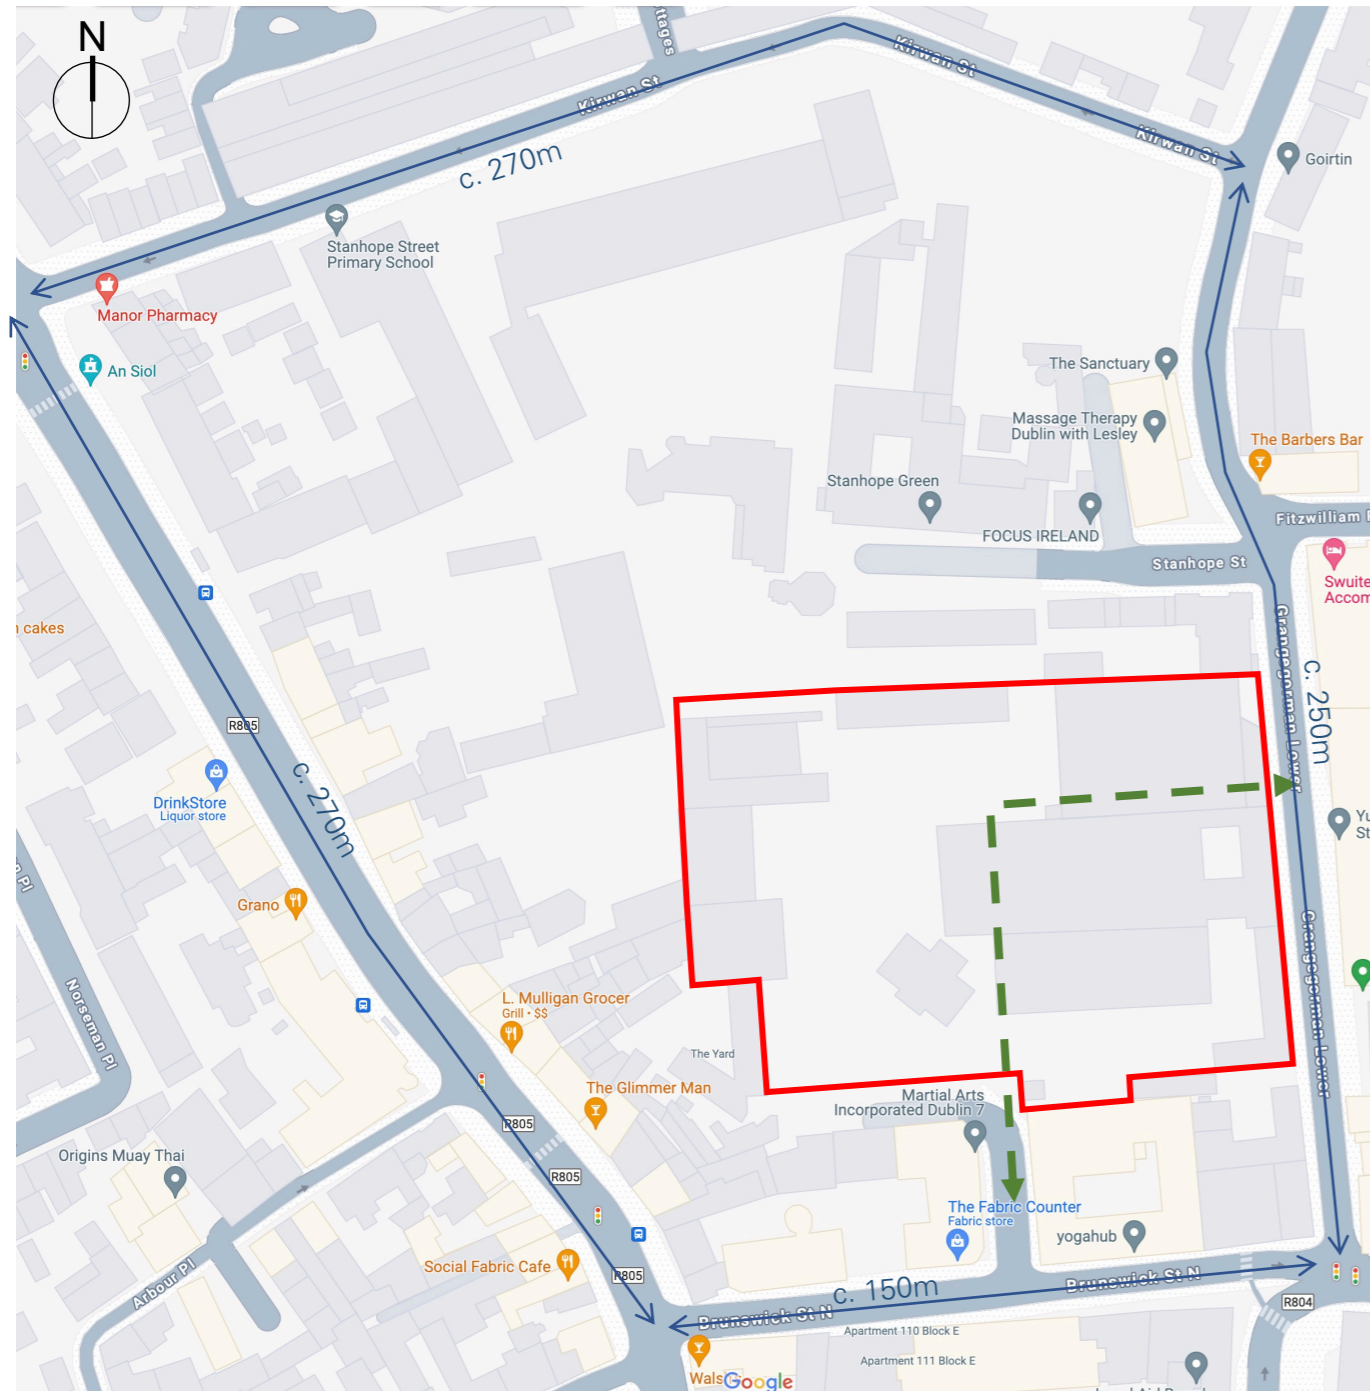 N
ttages
Kirwan St
Kirwan St
Kirwan St
c. 270m
Goirtin
Stanhope Street
Primary School
Manor Pharmacy
An Siol
The Sanctuary
Massage Therapy
Dublin with Lesley
The Barbers Bar
Stanhope Green
FOCUS IRELAND
Fitzwilliam
Stanhope St
Swuite
Accom
cakes
Grangegorman Lower
c. 250m
R805
c. 270m
DrinkStore
Liquor store
Yu
St
n Pl
Grano
Grangegorman Lower
Norseman Pl
L. Mulligan Grocer
Grill • $$
The Yard
The Glimmer Man
Martial Arts
Incorporated Dublin 7
R805
Origins Muay Thai
R805
The Fabric Counter
Fabric store
yogahub
Social Fabric Cafe
R805
Arbour Pl
c. 150m
Brunswick St N
Brunswick St N
R804
Apartment 110 Block E
Apartment 111 Block E
Google